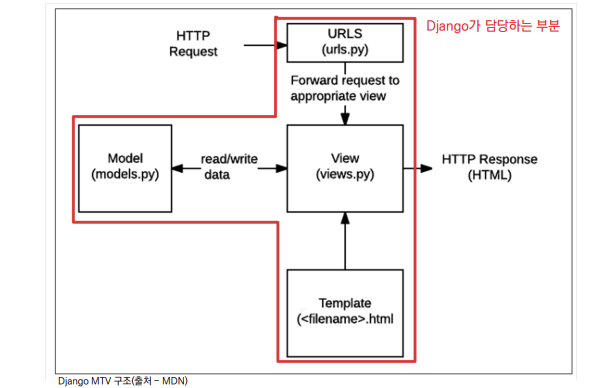 Django가 담당하는 부분
HTTP
Request
URLS
(urls.py)
Forward request to
appropriate view
Model
(models.py)
read/write
data
View
(views.py)
HTTP Response
(HTML)
Template
(<filename>.html
Django MTV 구조(출처 - MDN)